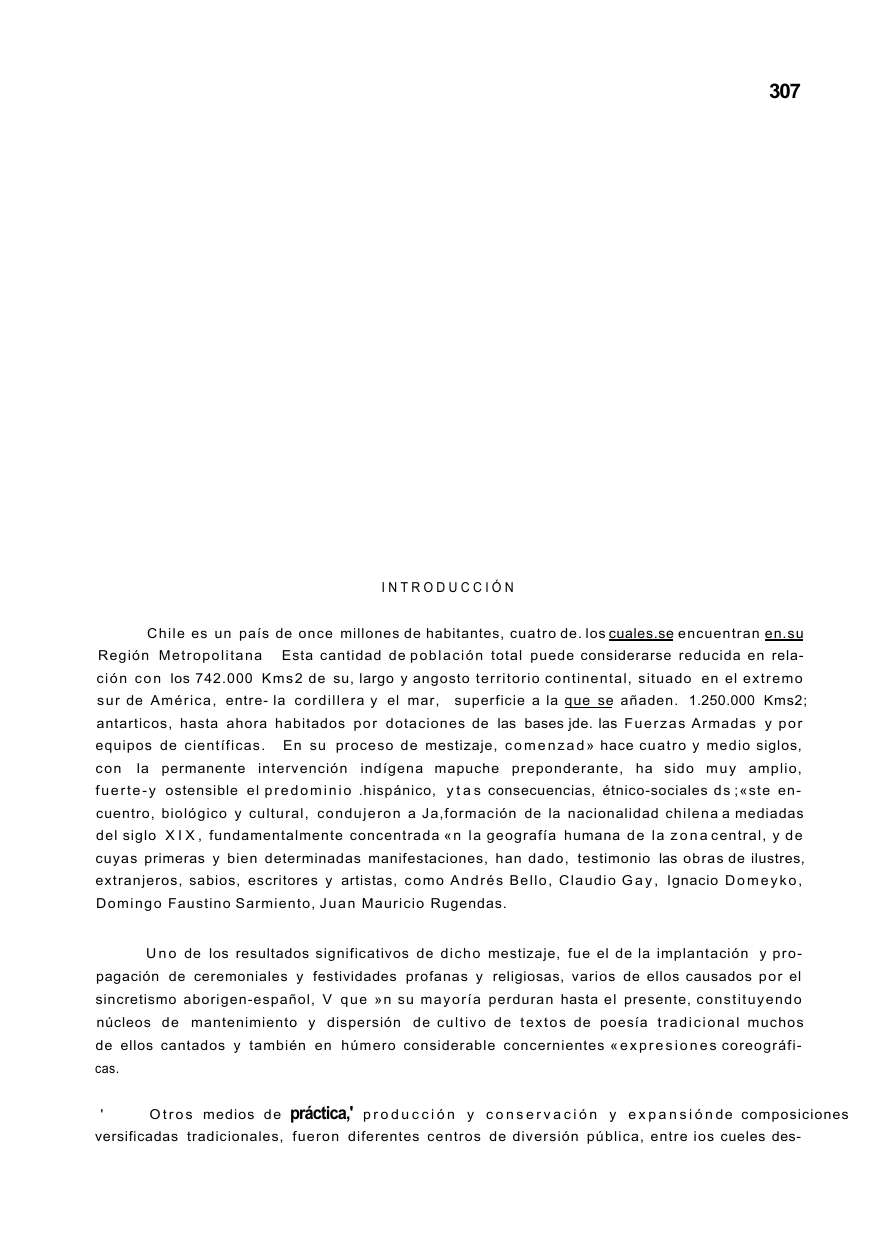 307
INTRODUCCIÓN
Chile es un país de once millones de habitantes, cuatro de. los cuales.se encuentran en.su
Región Metropolitana Esta cantidad de población total puede considerarse reducida en rela-
ción con los 742.000 Kms2 de su, largo y angosto territorio continental, situado en el extremo
sur de América, entre- la cordillera y el mar, superficie a la que se añaden. 1.250.000 Kms2;
antarticos, hasta ahora habitados por dotaciones de las bases jde. las Fuerzas Armadas y por
equipos de científicas. En su proceso de mestizaje, comenzad» hace cuatro y medio siglos,
con la permanente intervención indígena mapuche preponderante, ha sido muy amplio,
fuerte-y ostensible el predominio .hispánico, ytas consecuencias, étnico-sociales ds ;«ste en-
cuentro, biológico y cultural, condujeron a Ja,formación de la nacionalidad chilena a mediadas
del siglo XIX, fundamentalmente concentrada «n la geografía humana de la zona central, y de
cuyas primeras y bien determinadas manifestaciones, han dado, testimonio las obras de ilustres,
extranjeros, sabios, escritores y artistas, como Andrés Bello, Claudio Gay, Ignacio Domeyko,
Domingo Faustino Sarmiento, Juan Mauricio Rugendas.
Uno de los resultados significativos de dicho mestizaje, fue el de la implantación y pro-
pagación de ceremoniales y festividades profanas y religiosas, varios de ellos causados por el
sincretismo aborigen-español, V que »n su mayoría perduran hasta el presente, constituyendo
núcleos de mantenimiento y dispersión de cultivo de textos de poesía tradicional muchos
de ellos cantados y también en húmero considerable concernientes «expresiones coreográfi-
cas.
' Otros medios de práctica,' producción y conservación y expansión de composiciones
versificadas tradicionales, fueron diferentes centros de diversión pública, entre ios cueles des-